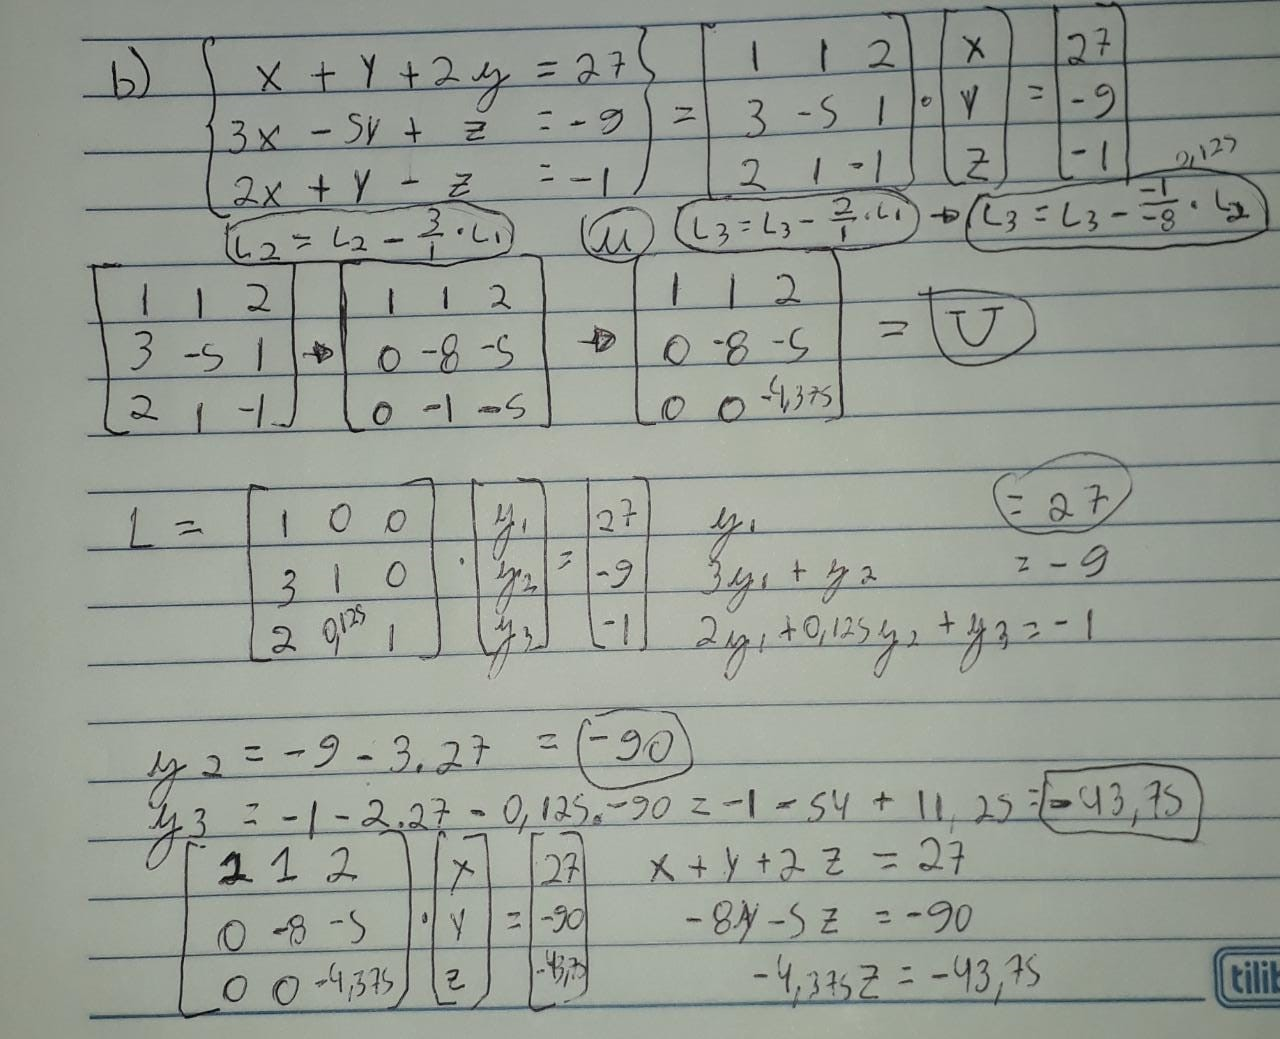 b) { x + y + 2y = 27 } = [ 1 1 2 ] · [ x ] = [ 27 ]
3x - 5y + z = -9 [ 3 -5 1 ] [ y ] [ -9 ]
2x + y - z = -1 [ 2 1 -1 ] [ z ] [ -1 ] 0,125
L2 = L2 - 3/1 · L1 M L3 = L3 - 2/1 · L1 → L3 = L3 - -1/-8 · L2
[ 1 1 2 ] [ 1 1 2 ] [ 1 1 2 ]
[ 3 -5 1 ] → [ 0 -8 -5 ] → [ 0 -8 -5 ] = U
[ 2 1 -1 ] [ 0 -1 -5 ] [ 0 0 -4,375 ]
L = [ 1 0 0 ] · [ y1 ] = [ 27 ] y1 = 27
[ 3 1 0 ] [ y2 ] [ -9 ] 3y1 + y2 = -9
[ 2 0,125 1 ] [ y3 ] [ -1 ] 2y1 + 0,125y2 + y3 = -1
y2 = -9 - 3.27 = -90
y3 = -1 - 2.27 - 0,125.-90 = -1 - 54 + 11,25 = -43,75
[ 1 1 2 ] · [ x ] = [ 27 ] x + y + 2z = 27
[ 0 -8 -5 ] [ y ] [ -90 ] -8y - 5z = -90
[ 0 0 -4,375 ] [ z ] [ -43,75 ] -4,375z = -43,75
tilib